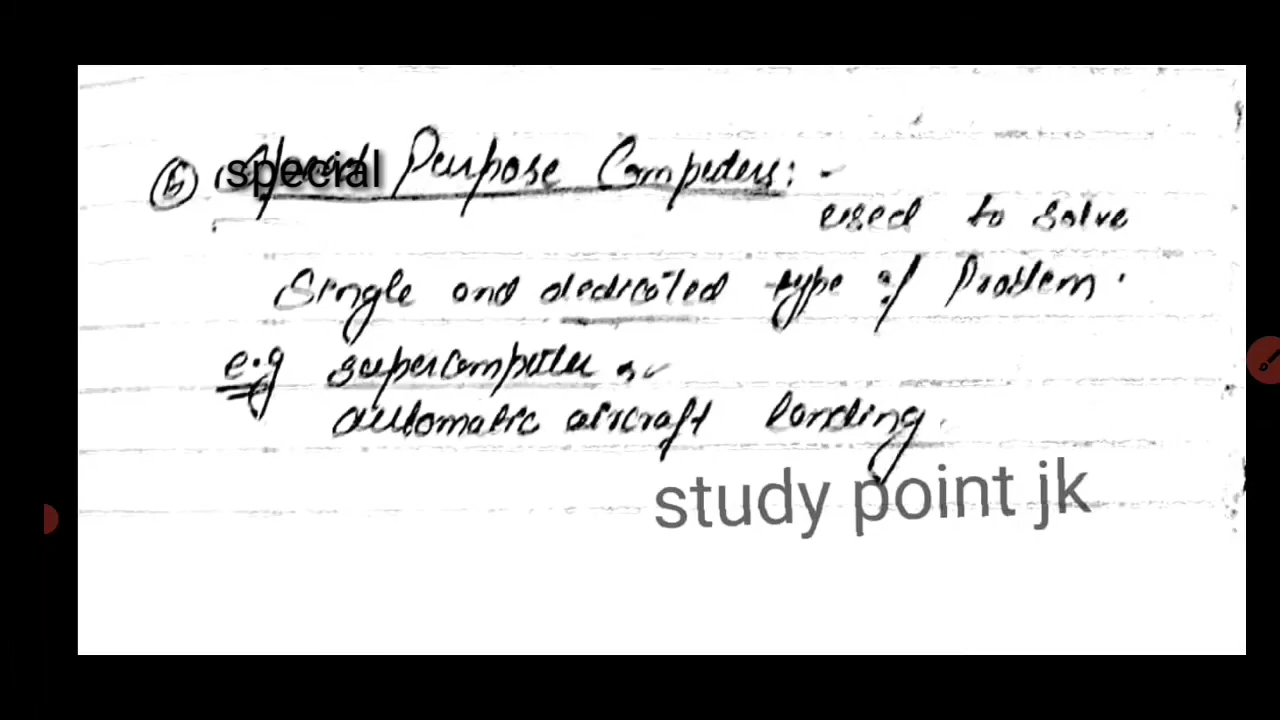 (b) special Purpose Computers:-
used to solve
Single and dedicated type of Problem.
e.g supercomputer
automatic aircraft landing.
study point jk